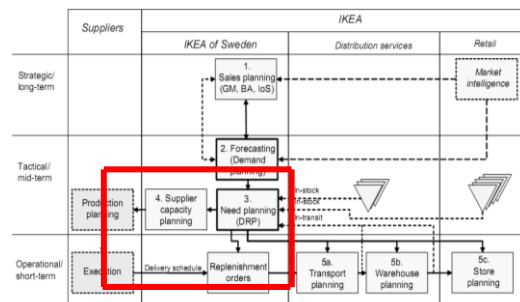 Suppliers
IKEA
IKEA of Sweden
Distribution services
Retail
Strategic/
long-term
1.
Sales planning
(GM, BA, IoS)
Market
intelligence
Tactical/
mid-term
2. Forecasting
(Demand
planning)
Production
planning
4. Supplier
capacity
planning
3.
Need planning
(DRP)
In-stock
In-stock
In-transit
Operational/
short-term
Execution
Delivery schedule
Replenishment
orders
5a.
Transport
planning
5b.
Warehouse
planning
5c.
Store
planning